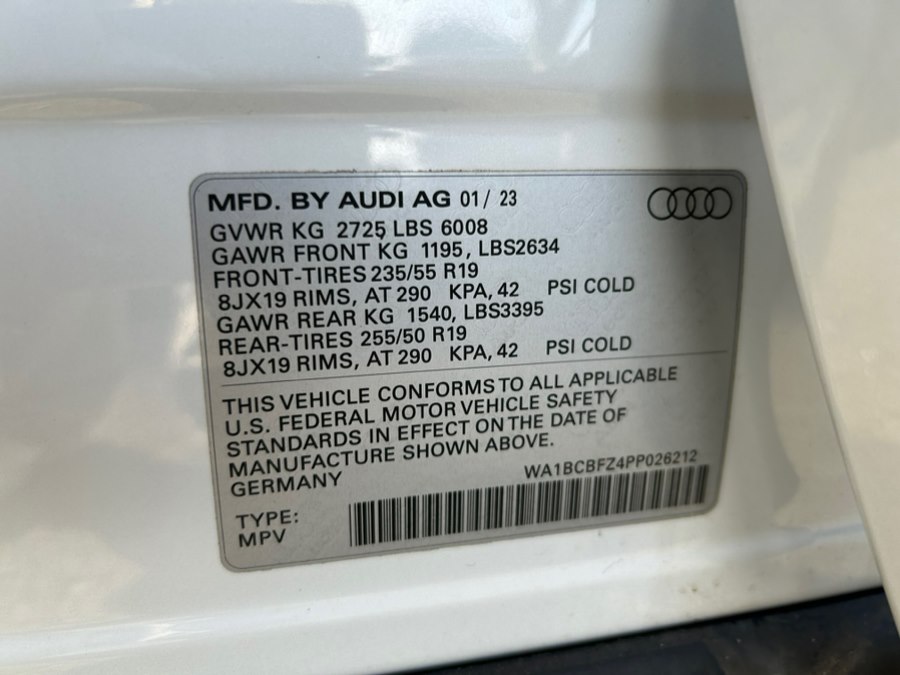 MFD. BY AUDI AG 01/ 23
GVWR KG 2725 LBS 6008
GAWR FRONT KG 1195, LBS2634
FRONT-TIRES 235/55 R19
8JX19 RIMS, AT 290 KPA, 42 PSI COLD
GAWR REAR KG 1540, LBS3395
REAR-TIRES 255/50 R19
8JX19 RIMS, AT 290 KPA, 42 PSI COLD
THIS VEHICLE CONFORMS TO ALL APPLICABLE
U.S. FEDERAL MOTOR VEHICLE SAFETY
STANDARDS IN EFFECT ON THE DATE OF
MANUFACTURE SHOWN ABOVE.
GERMANY WA1BCBFZ4PP026212
TYPE:
MPV